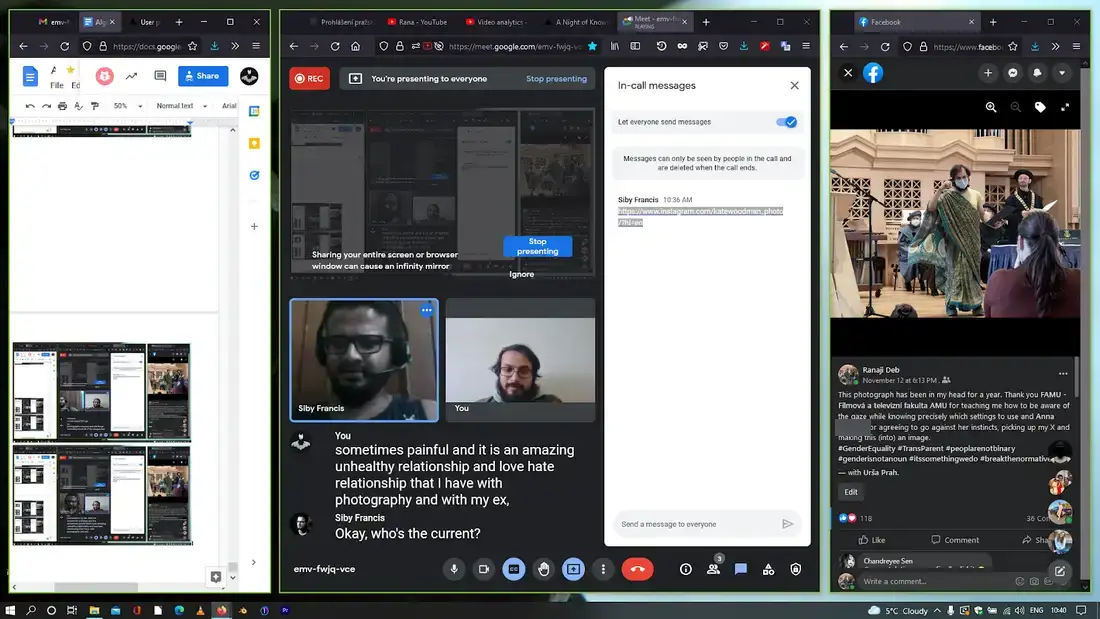 emv-f
Alg
User p
https://docs.google
File
Ed
Share
50%
Normal text
Arial
Prohlášení pražs
Rana - YouTube
Video analytics -
A Night of Know
Meet - emv-f
PLAYING
https://meet.google.com/emv-fwjq-vc
REC
You're presenting to everyone
Stop presenting
Sharing your entire screen or browser
window can cause an infinity mirror.
Stop
presenting
Ignore
Siby Francis
You
You
sometimes painful and it is an amazing
unhealthy relationship and love hate
relationship that I have with
photography and with my ex,
Siby Francis
Okay, who's the current?
emv-fwjq-vce
3
In-call messages
Let everyone send messages
Messages can only be seen by people in the call and
are deleted when the call ends.
Siby Francis 10:36 AM
https://www.instagram.com/katewoodman_photo
Send a message to everyone
Facebook
https://www.facebo
Ranaji Deb
November 12 at 6:13 PM
This photograph has been in my head for a year. Thank you FAMU -
Filmová a televizní fakulta AMU for teaching me how to be aware of
the gaze while knowing precisely which settings to use and Anna
or agreeing to go against her instincts, picking up my X and
making this (into) an image.
#GenderEquality #TransParent #peoplarenotbinary
#genderisnotanoun #itssomethingwedo #breakthenormative
— with Urša Prah.
Edit
118
36 Co
Like
Comment
Sha
Chandreyee Sen
Write a comment...
5°C Cloudy
ENG
10:40